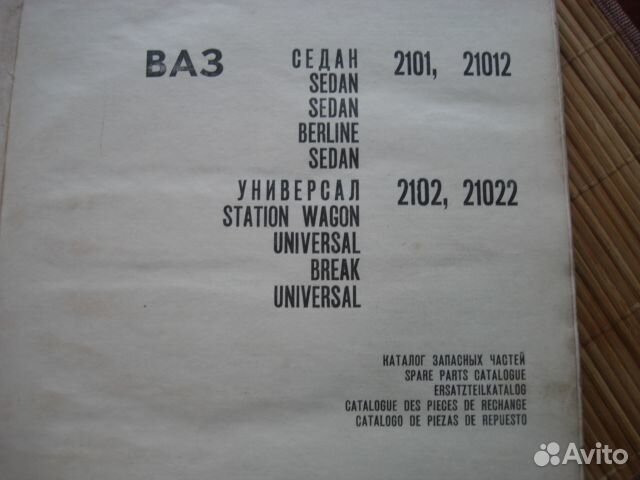 ВАЗ СЕДАН 2101, 21012
SEDAN
SEDAN
BERLINE
SEDAN
УНИВЕРСАЛ 2102, 21022
STATION WAGON
UNIVERSAL
BREAK
UNIVERSAL
КАТАЛОГ ЗАПАСНЫХ ЧАСТЕЙ
SPARE PARTS CATALOGUE
ERSATZTEILKATALOG
CATALOGUE DES PIECES DE RECHANGE
CATALOGO DE PIEZAS DE REPUESTO
Avito